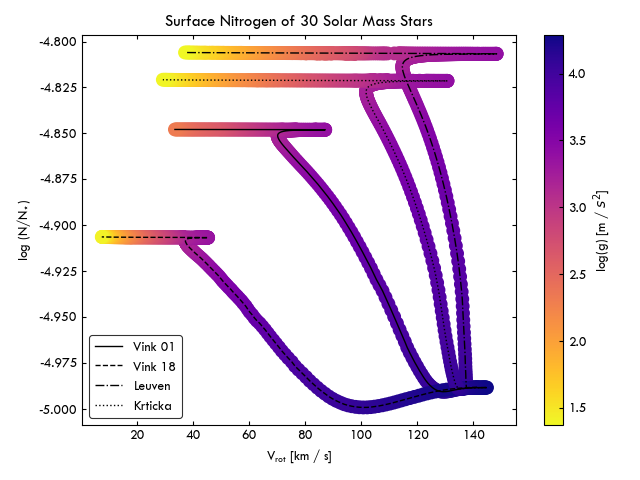 Surface Nitrogen of 30 Solar Mass Stars
-4.800
-4.825
-4.850
-4.875
-4.900
-4.925
-4.950
-4.975
-5.000
log (N/N*)
Vink 01
Vink 18
Leuven
Krticka
20
40
60
80
100
120
140
V_rot [km / s]
4.0
3.5
3.0
2.5
2.0
1.5
log(g) [m / s²]